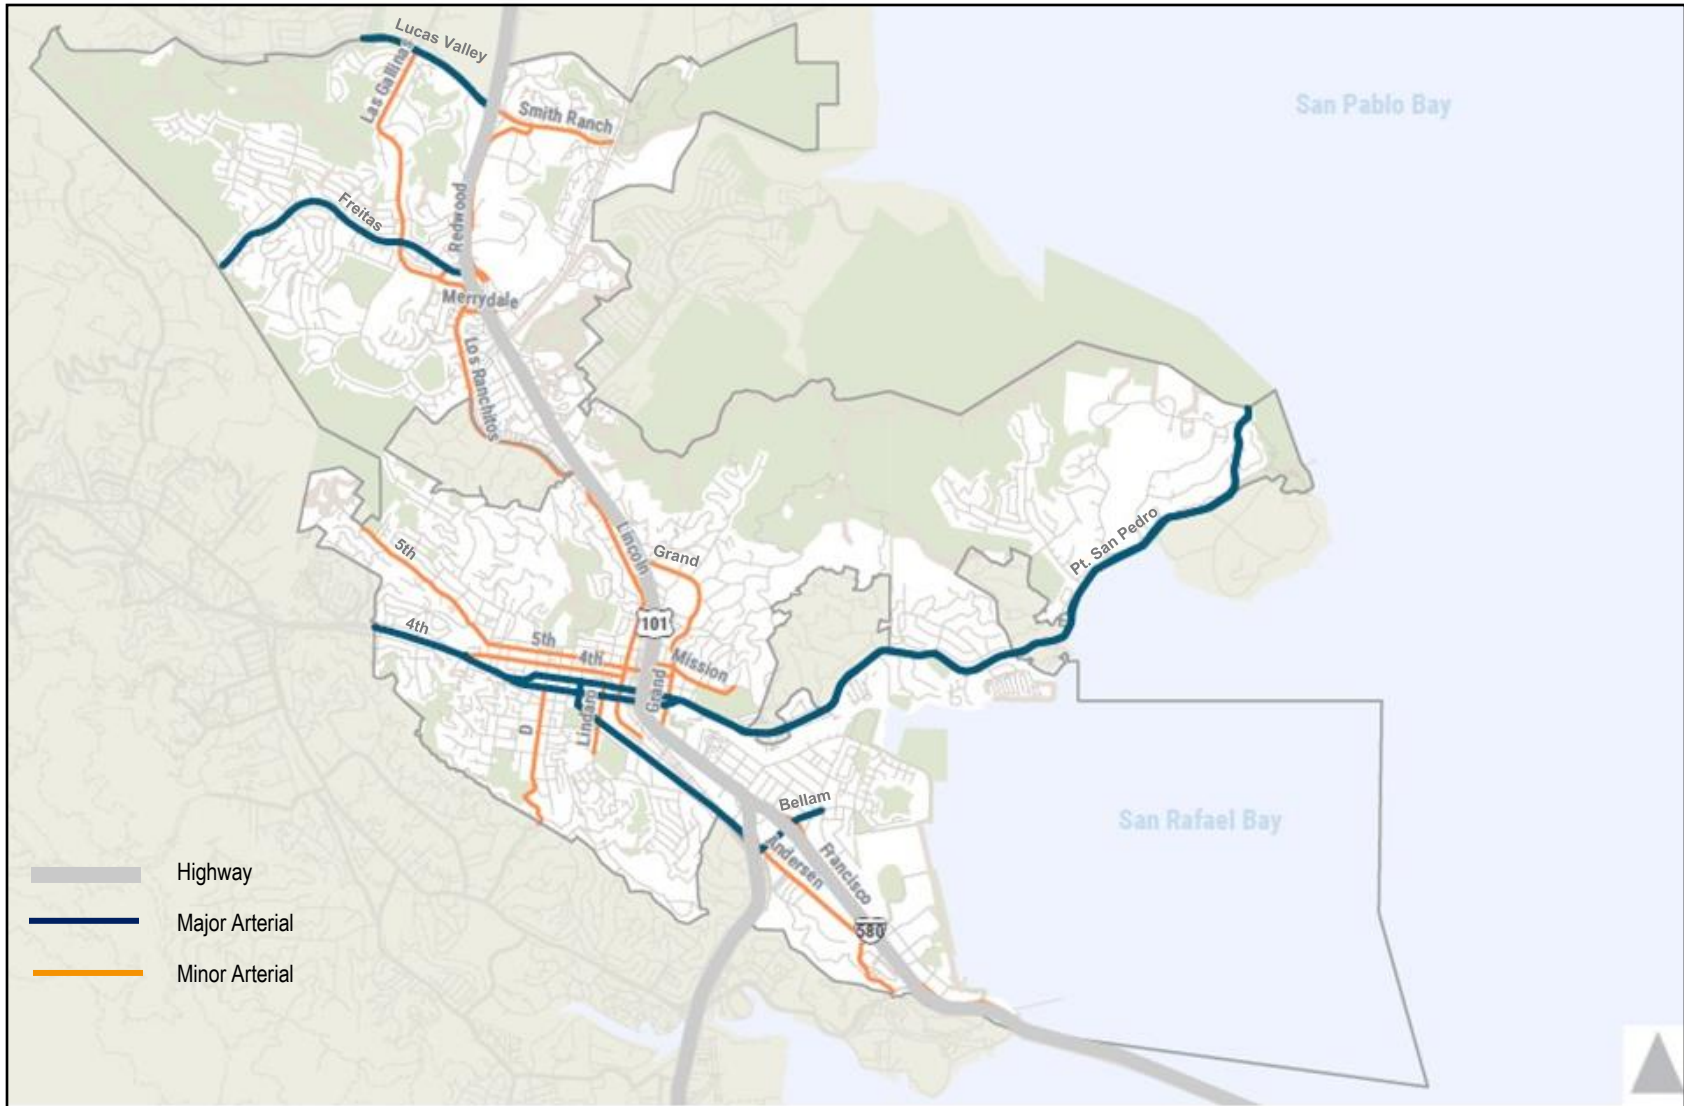 Lucas Valley
Las Gallinas
Smith Ranch
San Pablo Bay
Redwood
Freitas
Merrydale
Los Ranchitos
Pt. San Pedro
5th
Lincoln
Grand
101
4th
5th
4th
Mission
Grand
Lindaro
D
Bellam
San Rafael Bay
Andersen
Francisco
580
Highway
Major Arterial
Minor Arterial